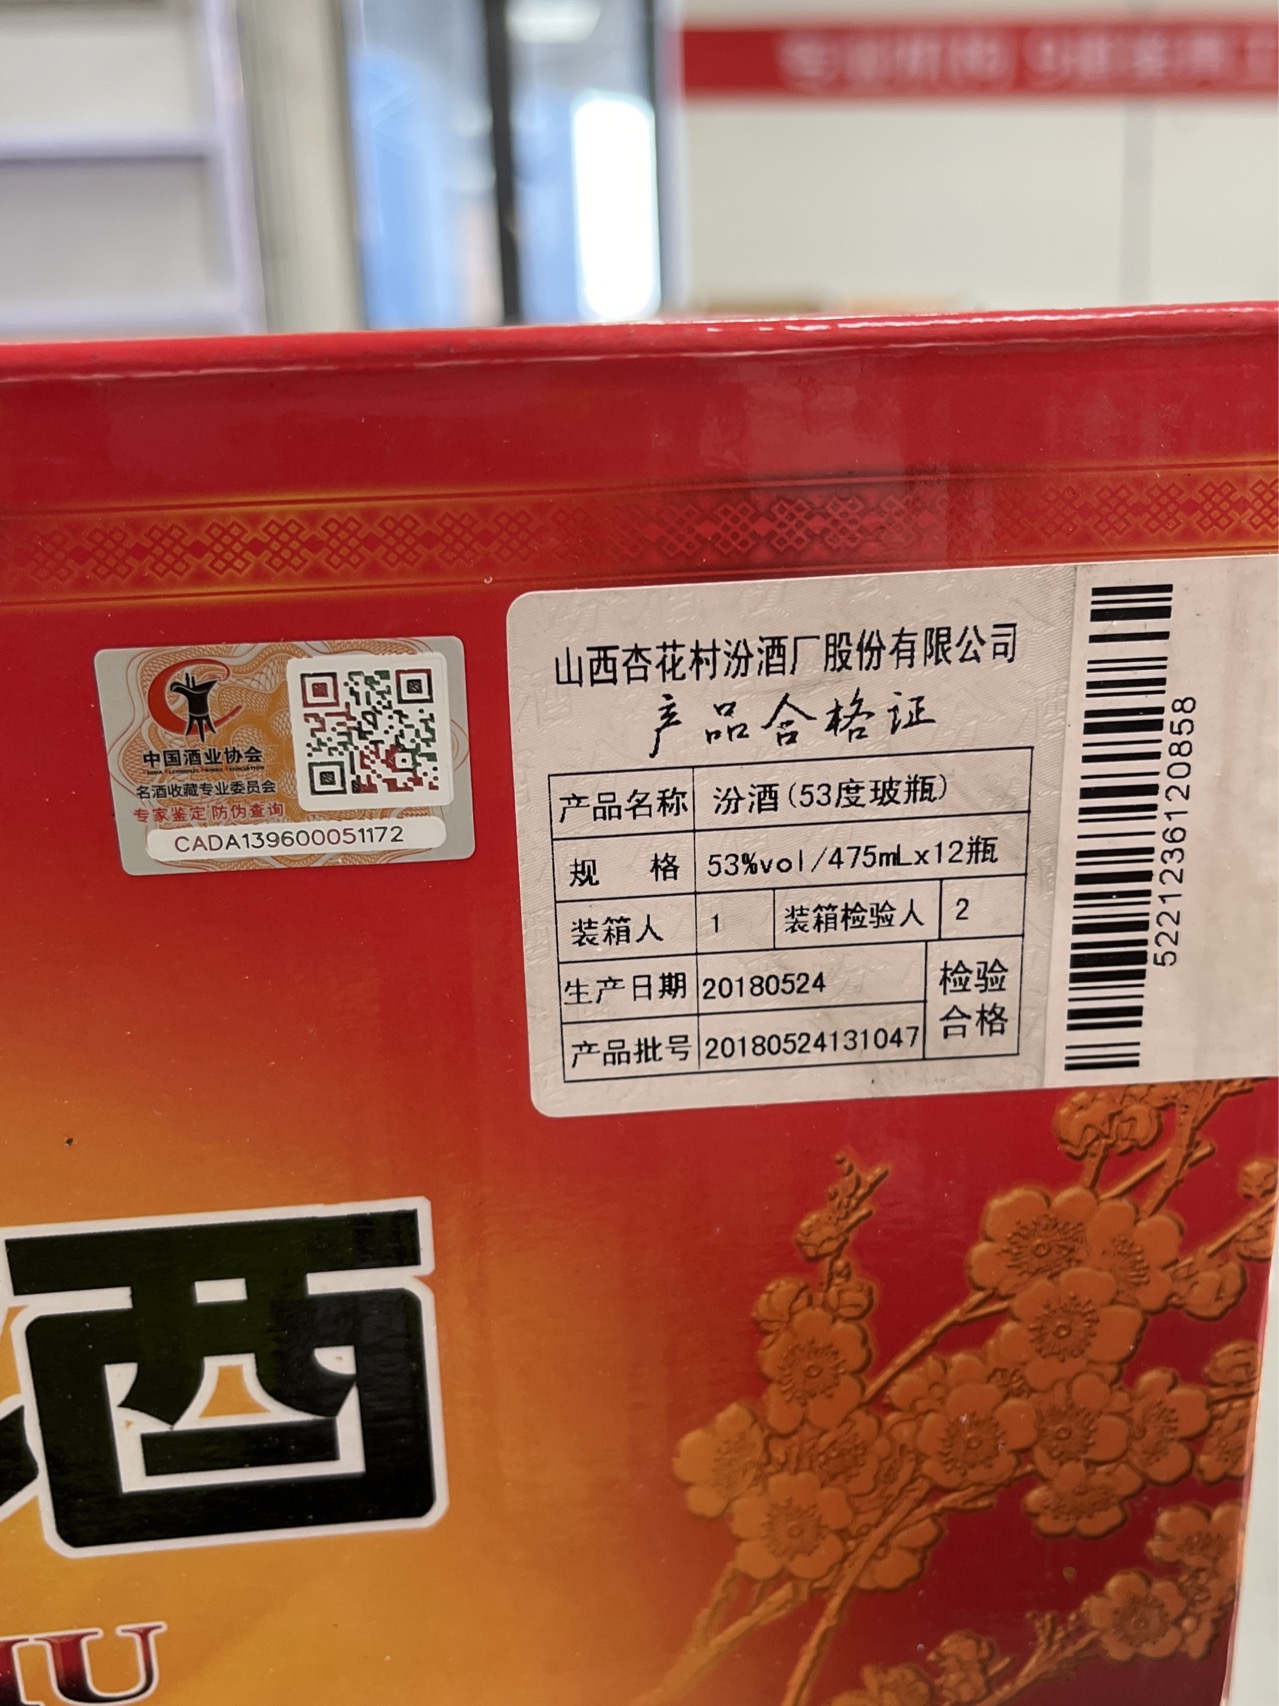 中国酒业协会
名酒收藏专业委员会
专家鉴定 防伪查询
CADA139600051172
山西杏花村汾酒厂股份有限公司
产品合格证
产品名称 汾酒(53度玻瓶)
规 格 53%vol/475mLx12瓶
装箱人 1 装箱检验人 2
生产日期 20180524
检验合格
产品批号 20180524131047
5221236120858
酒
IU